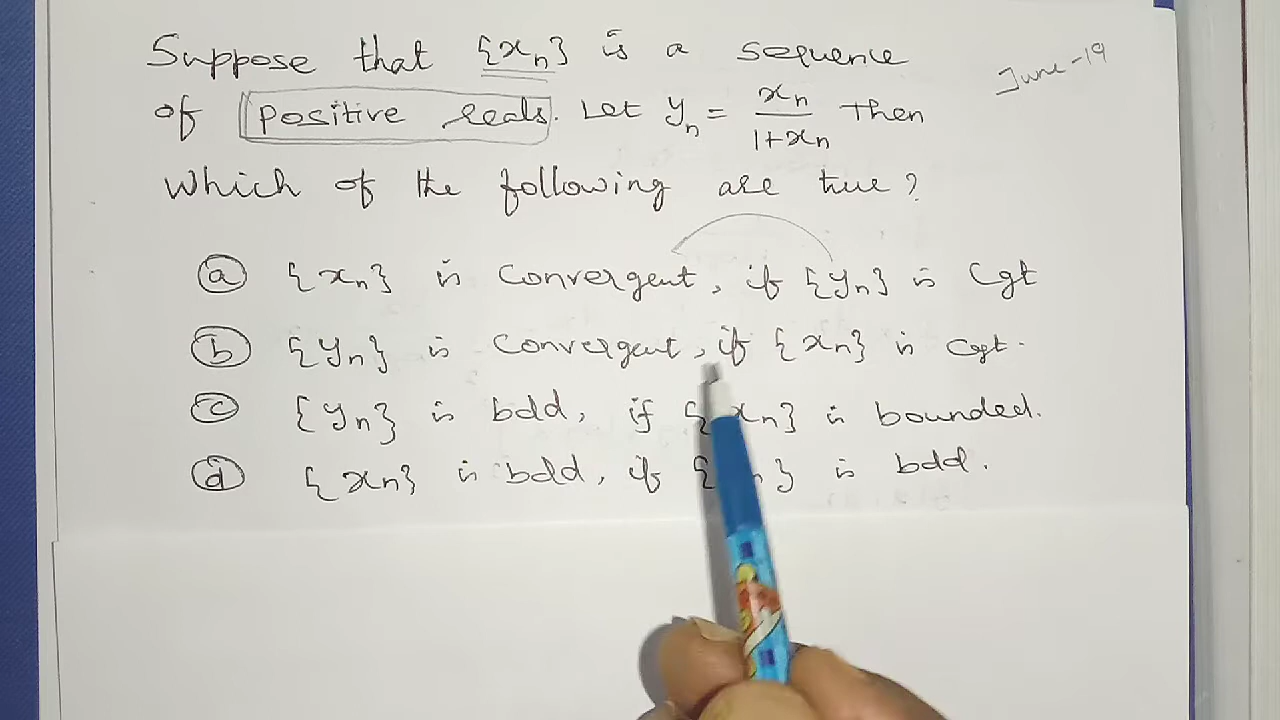 Suppose that {xn} is a sequence
June-19
of positive reals. Let yn = xn/1+xn Then
Which of the following are true?
a {xn} is convergent, if {yn} is Cgt
b {yn} is convergent, if {xn} is Cgt.
c {yn} is bdd, if {xn} is bounded.
d {xn} is bdd, if { n} is bdd.